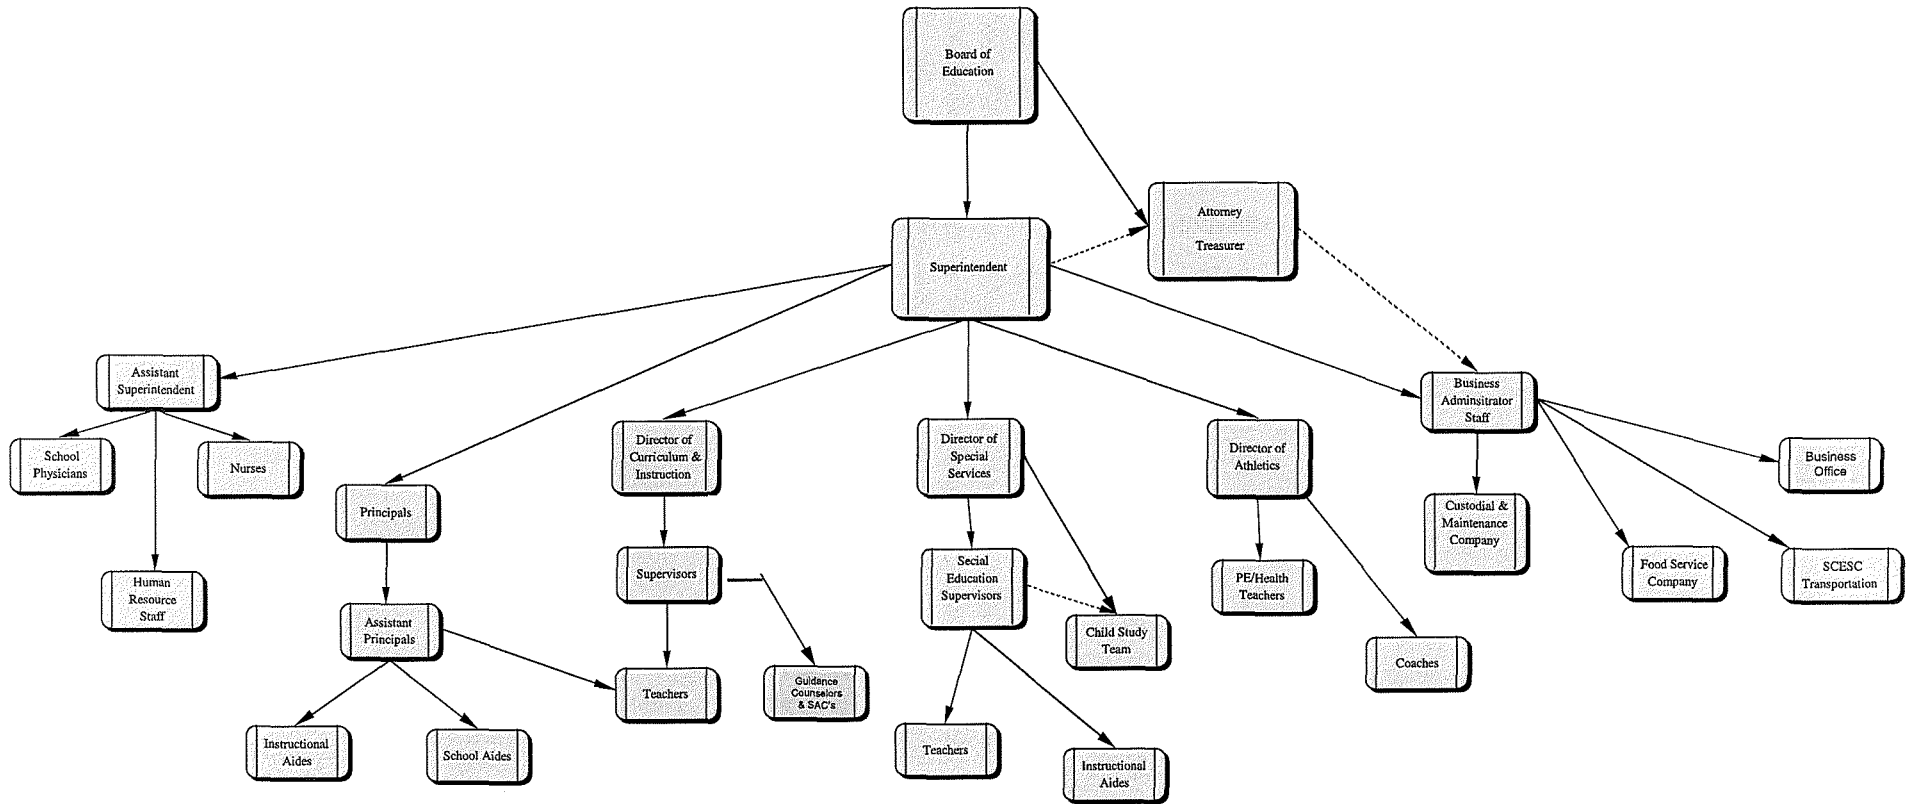 Board of
Education
Attorney
Treasurer
Superintendent
Assistant
Superintendent
Business
Adminsitrator
Staff
School
Physicians
Nurses
Director of
Curriculum &
Instruction
Director of
Special
Services
Director of
Athletics
Business
Office
Principals
Custodial &
Maintenance
Company
Human
Resource
Staff
Supervisors
Secial
Education
Supervisors
PE/Health
Teachers
Food Service
Company
SCESC
Transportation
Assistant
Principals
Child Study
Team
Coaches
Teachers
Guidance
Counselors
& SAC's
Instructional
Aides
School Aides
Teachers
Instructional
Aides